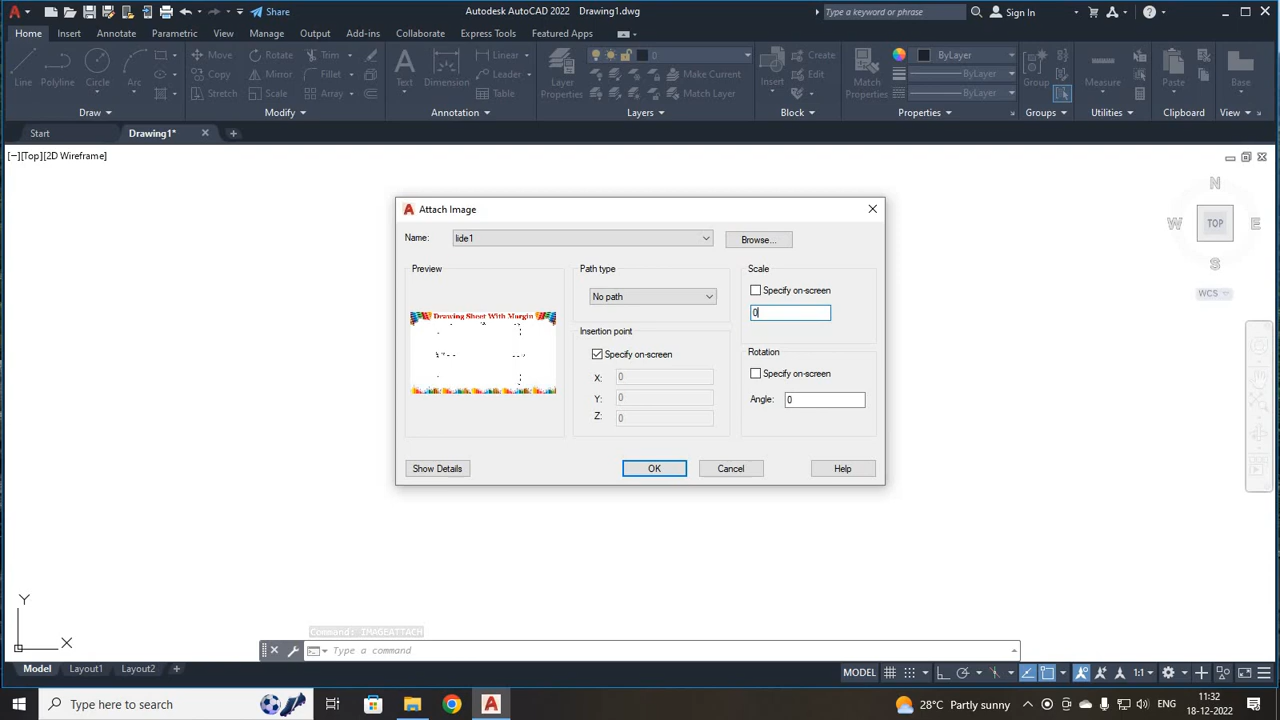 Share
Autodesk AutoCAD 2022 Drawing1.dwg
Type a keyword or phrase
Sign In
Home Insert Annotate Parametric View Manage Output Add-ins Collaborate Express Tools Featured Apps
Line
Polyline
Circle
Arc
Move
Rotate
Trim
Copy
Mirror
Fillet
Stretch
Scale
Array
Text
Dimension
Linear
Leader
Table
Layer Properties
0
Make Current
Match Layer
Insert
Create
Edit
Match Properties
ByLayer
ByLayer
ByLayer
Group
Measure
Paste
Base
Draw
Modify
Annotation
Layers
Block
Properties
Groups
Utilities
Clipboard
View
Start
Drawing1*
[−][Top][2D Wireframe]
N
W
TOP
E
S
WCS
Attach Image
Name:
lide1
Browse...
Preview
Drawing Sheet With Margin
Path type
No path
Insertion point
Specify on-screen
X: 0
Y: 0
Z: 0
Scale
Specify on-screen
0
Rotation
Specify on-screen
Angle: 0
Show Details
OK
Cancel
Help
Y
X
Command: IMAGEATTACH
Type a command
Model Layout1 Layout2
MODEL
1:1
Type here to search
28°C Partly sunny
ENG
11:32
18-12-2022